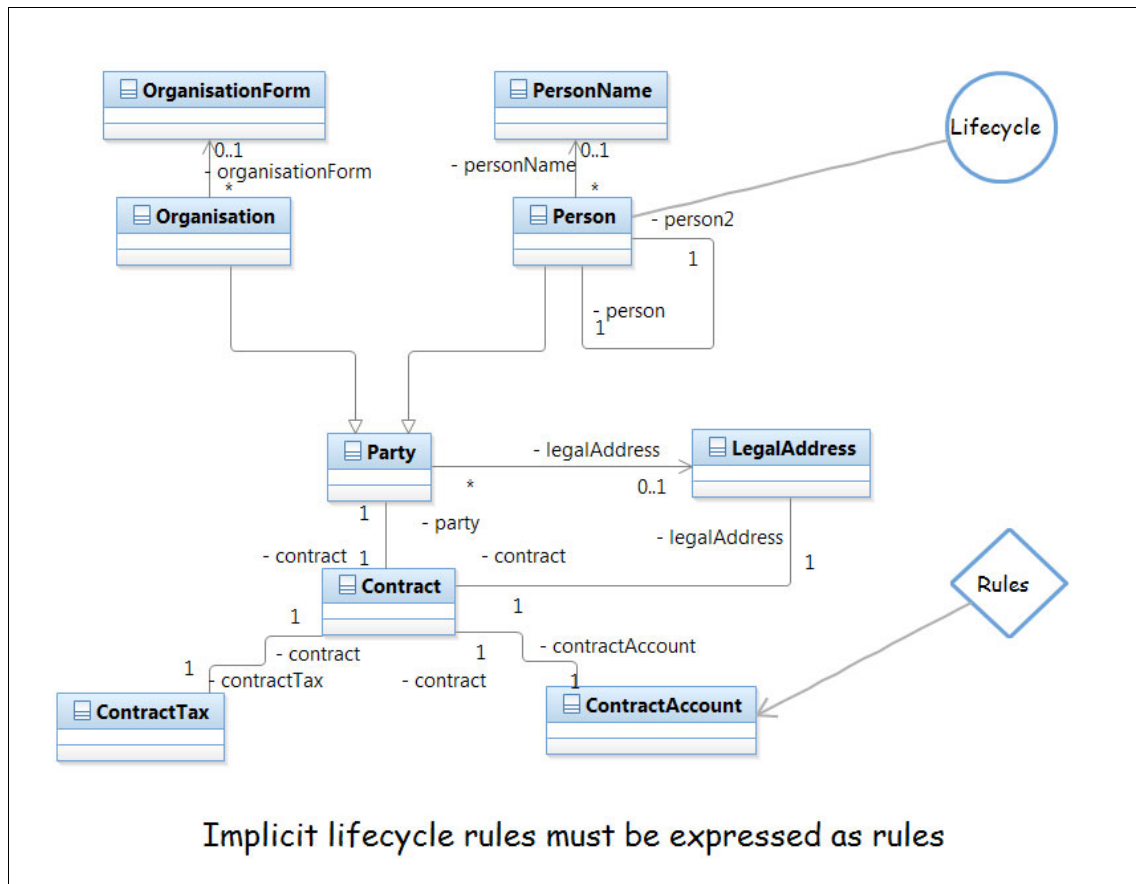 OrganisationForm
PersonName
Lifecycle
0..1
- organisationForm
*
0..1
- personName
*
Organisation
Person
- person2
1
- person
1
Party
- legalAddress
*
0..1
LegalAddress
1
- party
- contract
1
- contract
- legalAddress
1
Contract
Rules
1
1
- contract
1
- contractTax
1
- contractAccount
- contract
1
ContractTax
ContractAccount
Implicit lifecycle rules must be expressed as rules